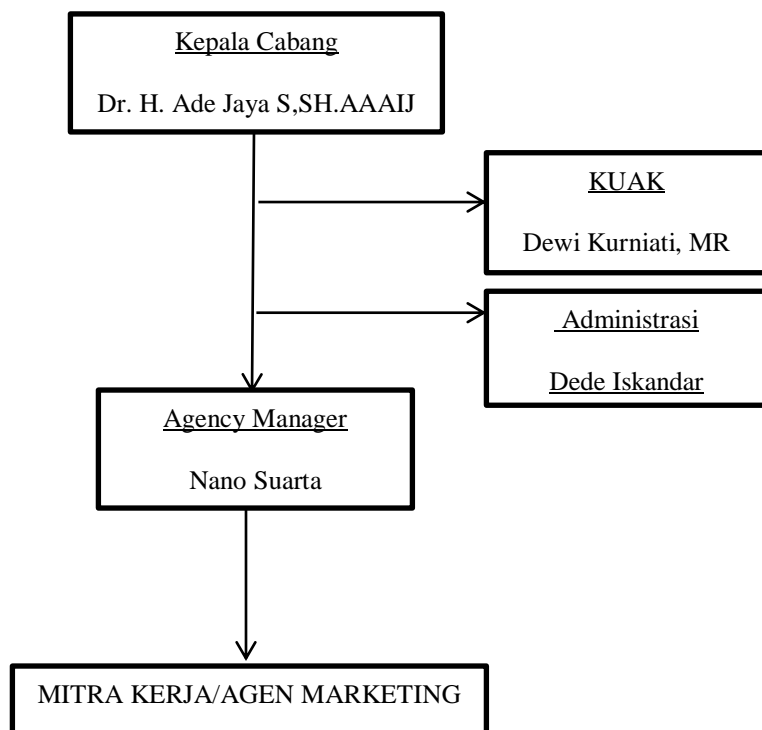 Kepala Cabang
Dr. H. Ade Jaya S,SH.AAAIJ
KUAK
Dewi Kurniati, MR
Administrasi
Dede Iskandar
Agency Manager
Nano Suarta
MITRA KERJA/AGEN MARKETING